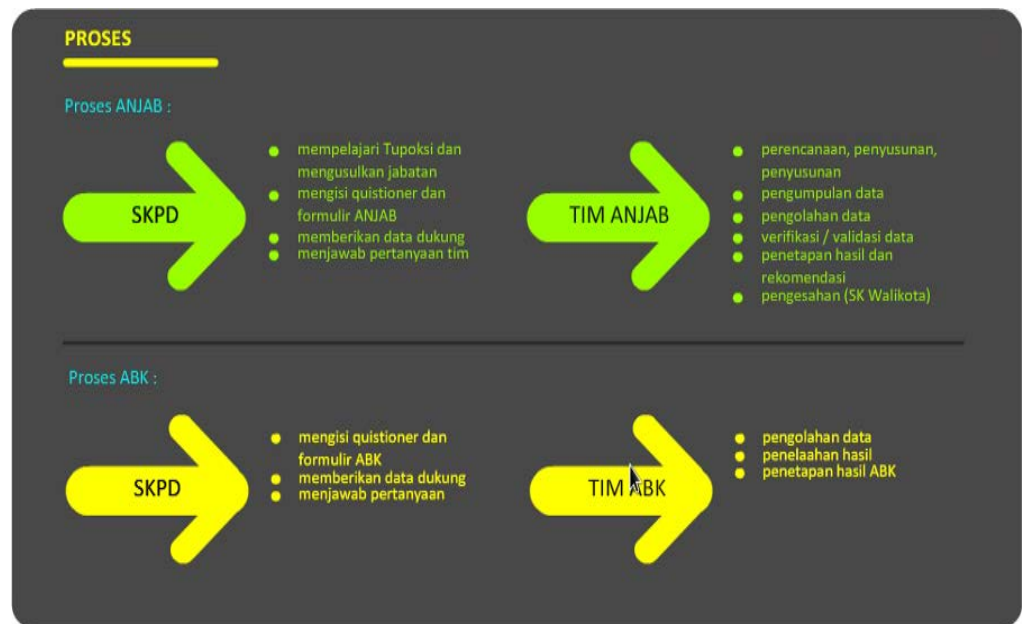 PROSES
Proses ANJAB :
SKPD
mempelajari Tupoksi dan
mengusulkan jabatan
mengisi quistioner dan
formulir ANJAB
memberikan data dukung
menjawab pertanyaan tim
TIM ANJAB
perencanaan, penyusunan,
penyusunan
pengumpulan data
pengolahan data
verifikasi / validasi data
penetapan hasil dan
rekomendasi
pengesahan (SK Walikota)
Proses ABK :
SKPD
mengisi quistioner dan
formulir ABK
memberikan data dukung
menjawab pertanyaan
TIM ABK
pengolahan data
penelaahan hasil
penetapan hasil ABK